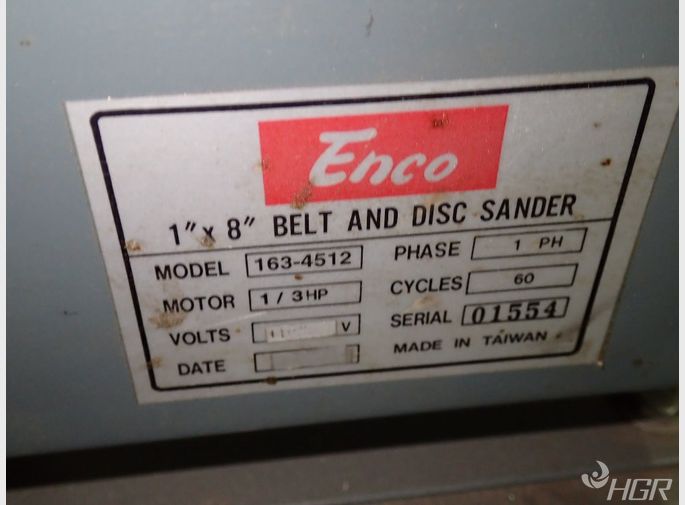 Enco
1" x 8" BELT AND DISC SANDER
MODEL 163-4512
PHASE 1 PH
MOTOR 1/3HP
CYCLES 60
VOLTS V
SERIAL 01554
DATE
MADE IN TAIWAN
HGR